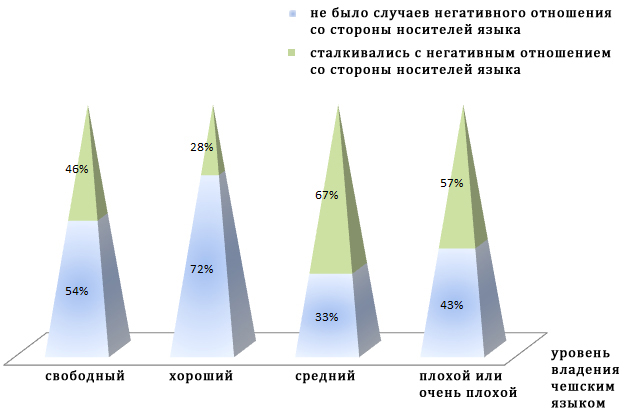 не было случаев негативного отношения
со стороны носителей языка
сталкивались с негативным отношением
со стороны носителей языка
46%
28%
67%
57%
54%
72%
33%
43%
свободный
хороший
средний
плохой или
очень плохой
уровень
владения
чешским
языком